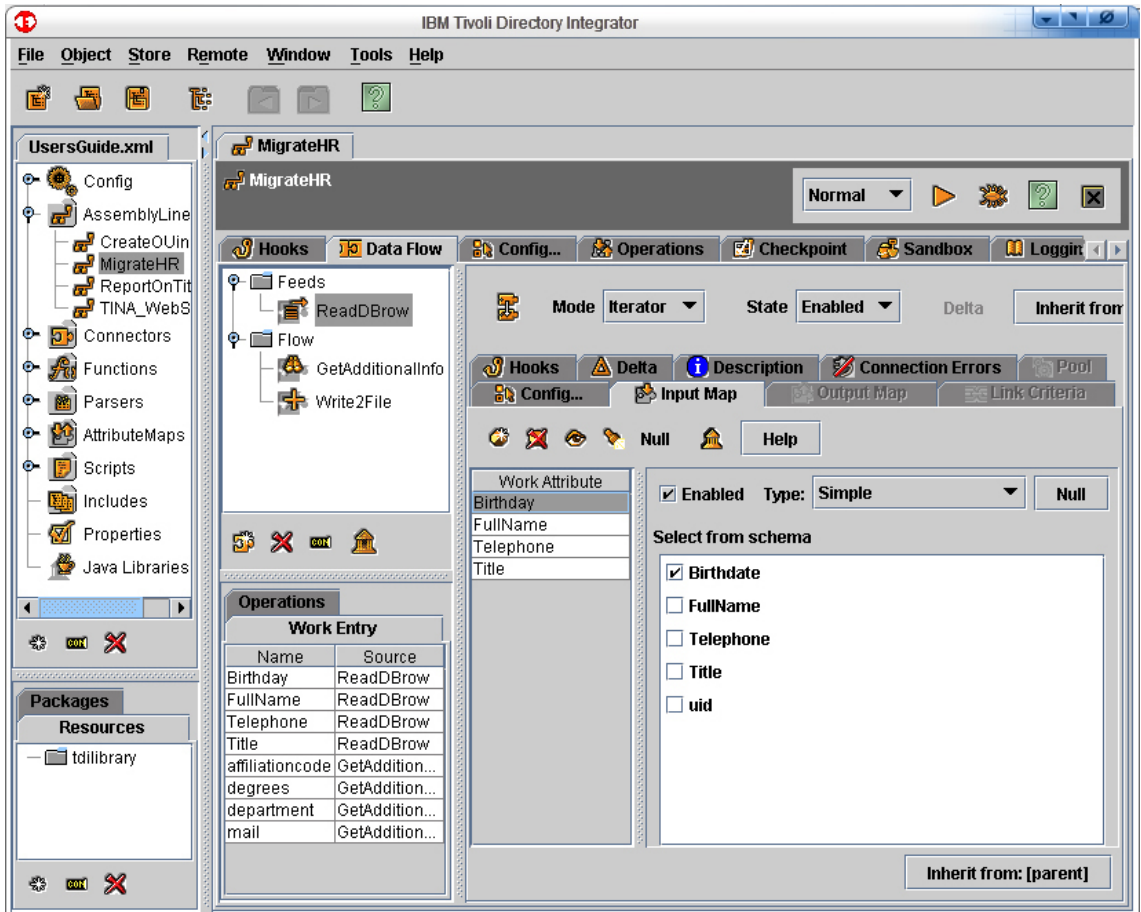 IBM Tivoli Directory Integrator
File Object Store Remote Window Tools Help
UsersGuide.xml
Config
AssemblyLine
CreateOUin
MigrateHR
ReportOnTit
TINA_WebS
Connectors
Functions
Parsers
AttributeMaps
Scripts
Includes
Properties
Java Libraries
CON
Packages
Resources
tdilibrary
CON
MigrateHR
MigrateHR
Normal
Hooks Data Flow Config... Operations Checkpoint Sandbox Loggin
Feeds
ReadDBrow
Flow
GetAdditionalInfo
Write2File
CON
Operations
Work Entry
Name Source
Birthday ReadDBrow
FullName ReadDBrow
Telephone ReadDBrow
Title ReadDBrow
affiliationcode GetAddition...
degrees GetAddition...
department GetAddition...
mail GetAddition...
Mode Iterator State Enabled Delta Inherit from
Hooks Delta Description Connection Errors Pool
Config... Input Map Output Map Link Criteria
Null Help
Work Attribute
Birthday
FullName
Telephone
Title
Enabled Type: Simple Null
Select from schema
Birthdate
FullName
Telephone
Title
uid
Inherit from: [parent]